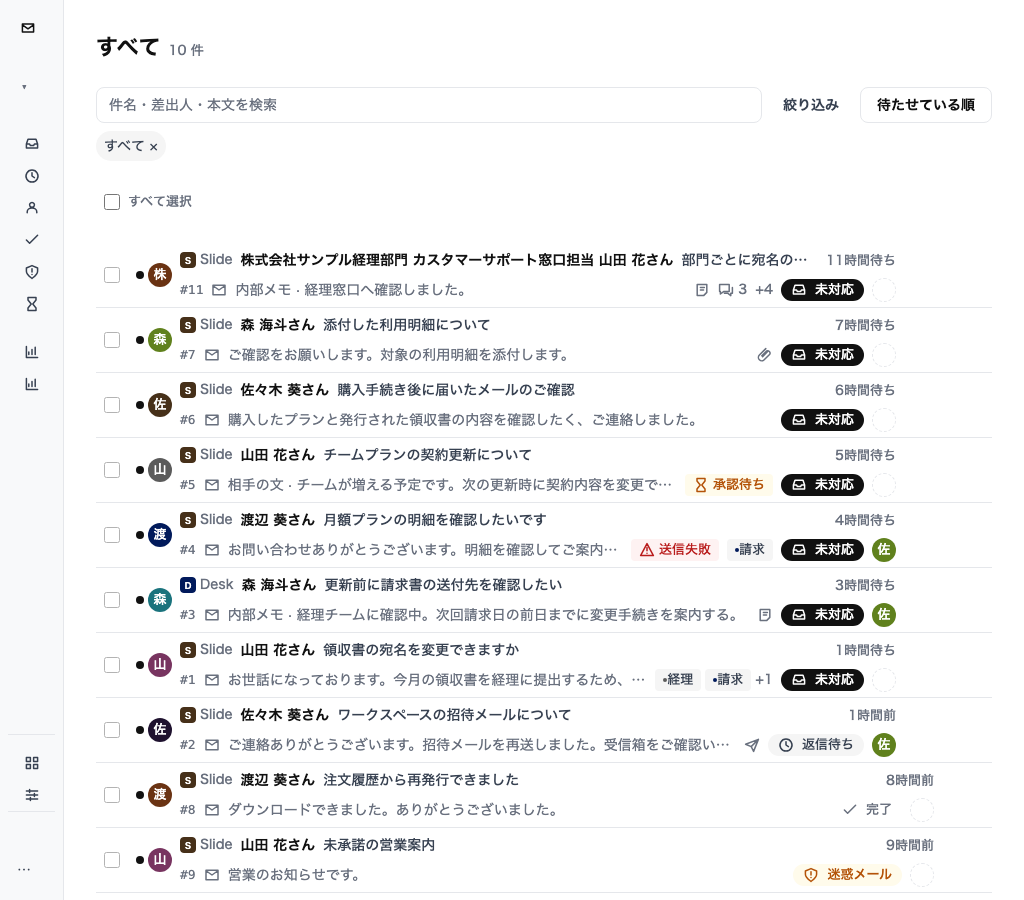 すべて 10 件
件名・差出人・本文を検索 絞り込み 待たせている順
すべて ×
すべて選択
株 S Slide 株式会社サンプル経理部門 カスタマーサポート窓口担当 山田 花さん 部門ごとに宛名の… 11時間待ち
#11 内部メモ · 経理窓口へ確認しました。 3 +4 未対応
森 S Slide 森 海斗さん 添付した利用明細について 7時間待ち
#7 ご確認をお願いします。対象の利用明細を添付します。 未対応
佐 S Slide 佐々木 葵さん 購入手続き後に届いたメールのご確認 6時間待ち
#6 購入したプランと発行された領収書の内容を確認したく、ご連絡しました。 未対応
山 S Slide 山田 花さん チームプランの契約更新について 5時間待ち
#5 相手の文 · チームが増える予定です。次の更新時に契約内容を変更で… 承認待ち 未対応
渡 S Slide 渡辺 葵さん 月額プランの明細を確認したいです 4時間待ち
#4 お問い合わせありがとうございます。明細を確認してご案内… 送信失敗 •請求 未対応 佐
森 D Desk 森 海斗さん 更新前に請求書の送付先を確認したい 3時間待ち
#3 内部メモ · 経理チームに確認中。次回請求日の前日までに変更手続きを案内する。 未対応 佐
山 S Slide 山田 花さん 領収書の宛名を変更できますか 1時間待ち
#1 お世話になっております。今月の領収書を経理に提出するため、… •経理 •請求 +1 未対応
佐 S Slide 佐々木 葵さん ワークスペースの招待メールについて 1時間前
#2 ご連絡ありがとうございます。招待メールを再送しました。受信箱をご確認い… 返信待ち 佐
渡 S Slide 渡辺 葵さん 注文履歴から再発行できました 8時間前
#8 ダウンロードできました。ありがとうございました。 完了
山 S Slide 山田 花さん 未承諾の営業案内 9時間前
#9 営業のお知らせです。 迷惑メール